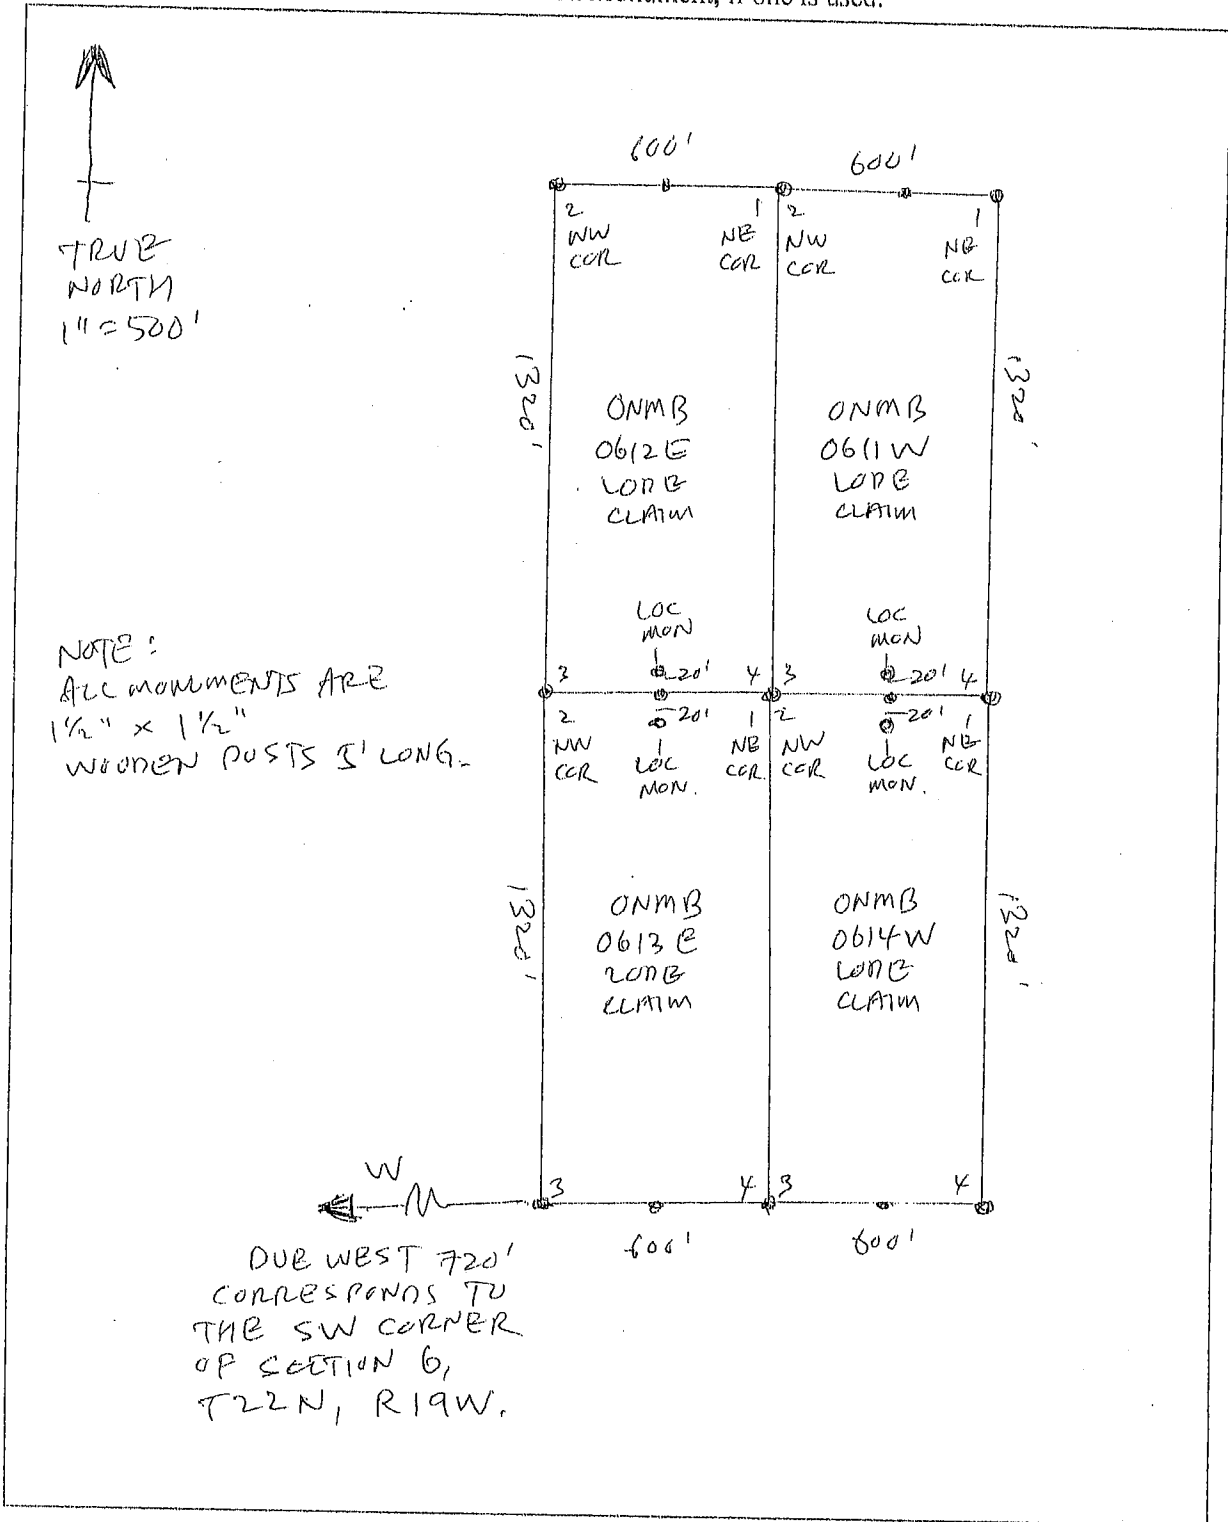 if one is used.
600'
600'
TRUE
NORTH
1" = 500'
2
NW
COR
1
NE
COR
2
NW
COR
1
NE
COR
1320'
1320'
ONMB
0612E
LODE
CLAIM
ONMB
0611W
LODE
CLAIM
LOC
MON
LOC
MON
NOTE:
ALL MONUMENTS ARE
1½" x 1½"
WOODEN POSTS 5' LONG.
3
20'
4
3
20'
4
2
NW
COR
20'
LOC
MON.
1
NE
COR
2
NW
COR
20'
LOC
MON.
1
NE
COR
1320'
1320'
ONMB
0613E
LODE
CLAIM
ONMB
0614W
LODE
CLAIM
W
3
4
3
4
600'
600'
DUE WEST 720'
CORRESPONDS TO
THE SW CORNER
OF SECTION 6,
T22N, R19W.